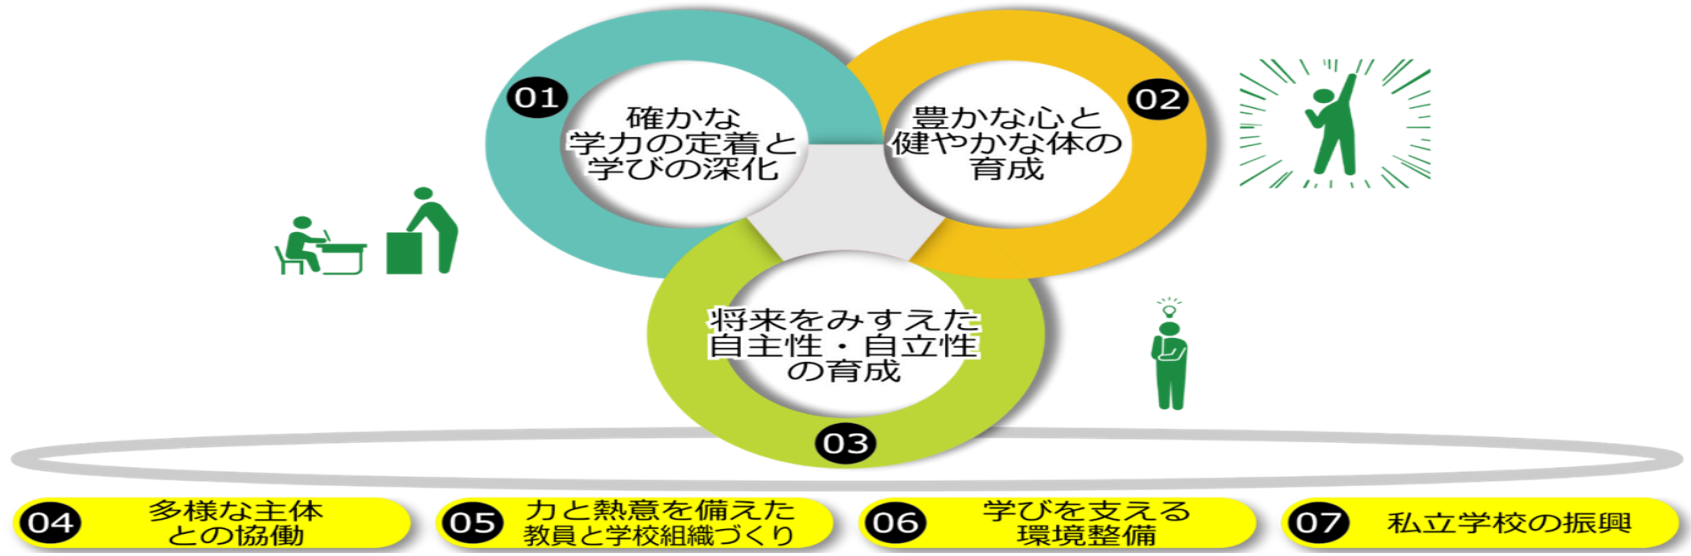 01
確かな
学力の定着と
学びの深化
02
豊かな心と
健やかな体の
育成
将来をみすえた
自主性・自立性
の育成
03
04
多様な主体
との協働
05
力と熱意を備えた
教員と学校組織づくり
06
学びを支える
環境整備
07
私立学校の振興